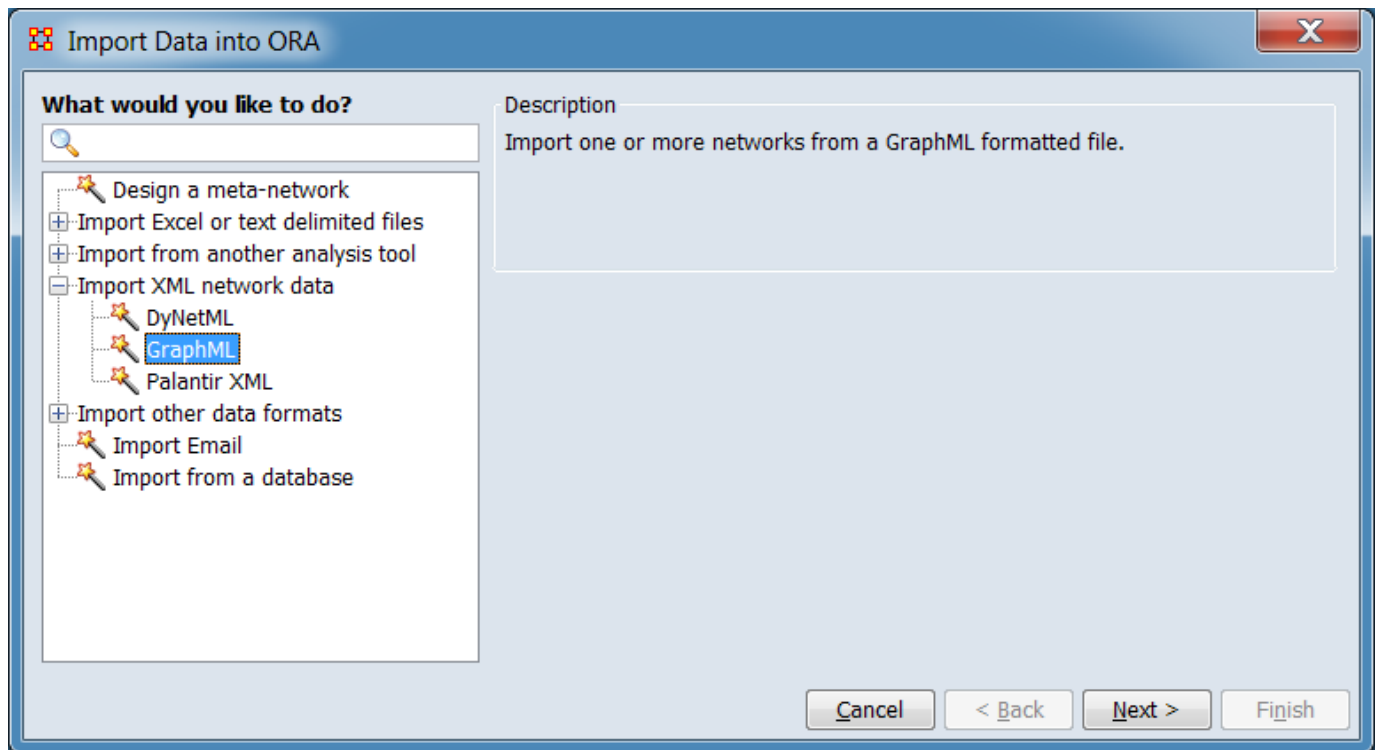 Import Data into ORA
What would you like to do?
Description
Import one or more networks from a GraphML formatted file.
Design a meta-network
Import Excel or text delimited files
Import from another analysis tool
Import XML network data
DyNetML
GraphML
Palantir XML
Import other data formats
Import Email
Import from a database
Cancel
< Back
Next >
Finish